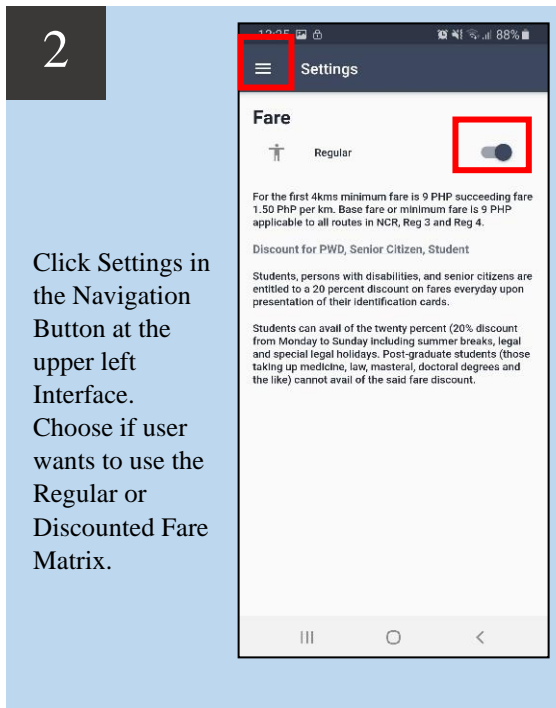 2
12:25 88%
Settings
Fare
Regular
For the first 4kms minimum fare is 9 PHP succeeding fare
1.50 PhP per km. Base fare or minimum fare is 9 PHP
applicable to all routes in NCR, Reg 3 and Reg 4.
Discount for PWD, Senior Citizen, Student
Students, persons with disabilities, and senior citizens are
entitled to a 20 percent discount on fares everyday upon
presentation of their identification cards.
Students can avail of the twenty percent (20% discount
from Monday to Sunday including summer breaks, legal
and special legal holidays. Post-graduate students (those
taking up medicine, law, masteral, doctoral degrees and
the like) cannot avail of the said fare discount.
Click Settings in
the Navigation
Button at the
upper left
Interface.
Choose if user
wants to use the
Regular or
Discounted Fare
Matrix.